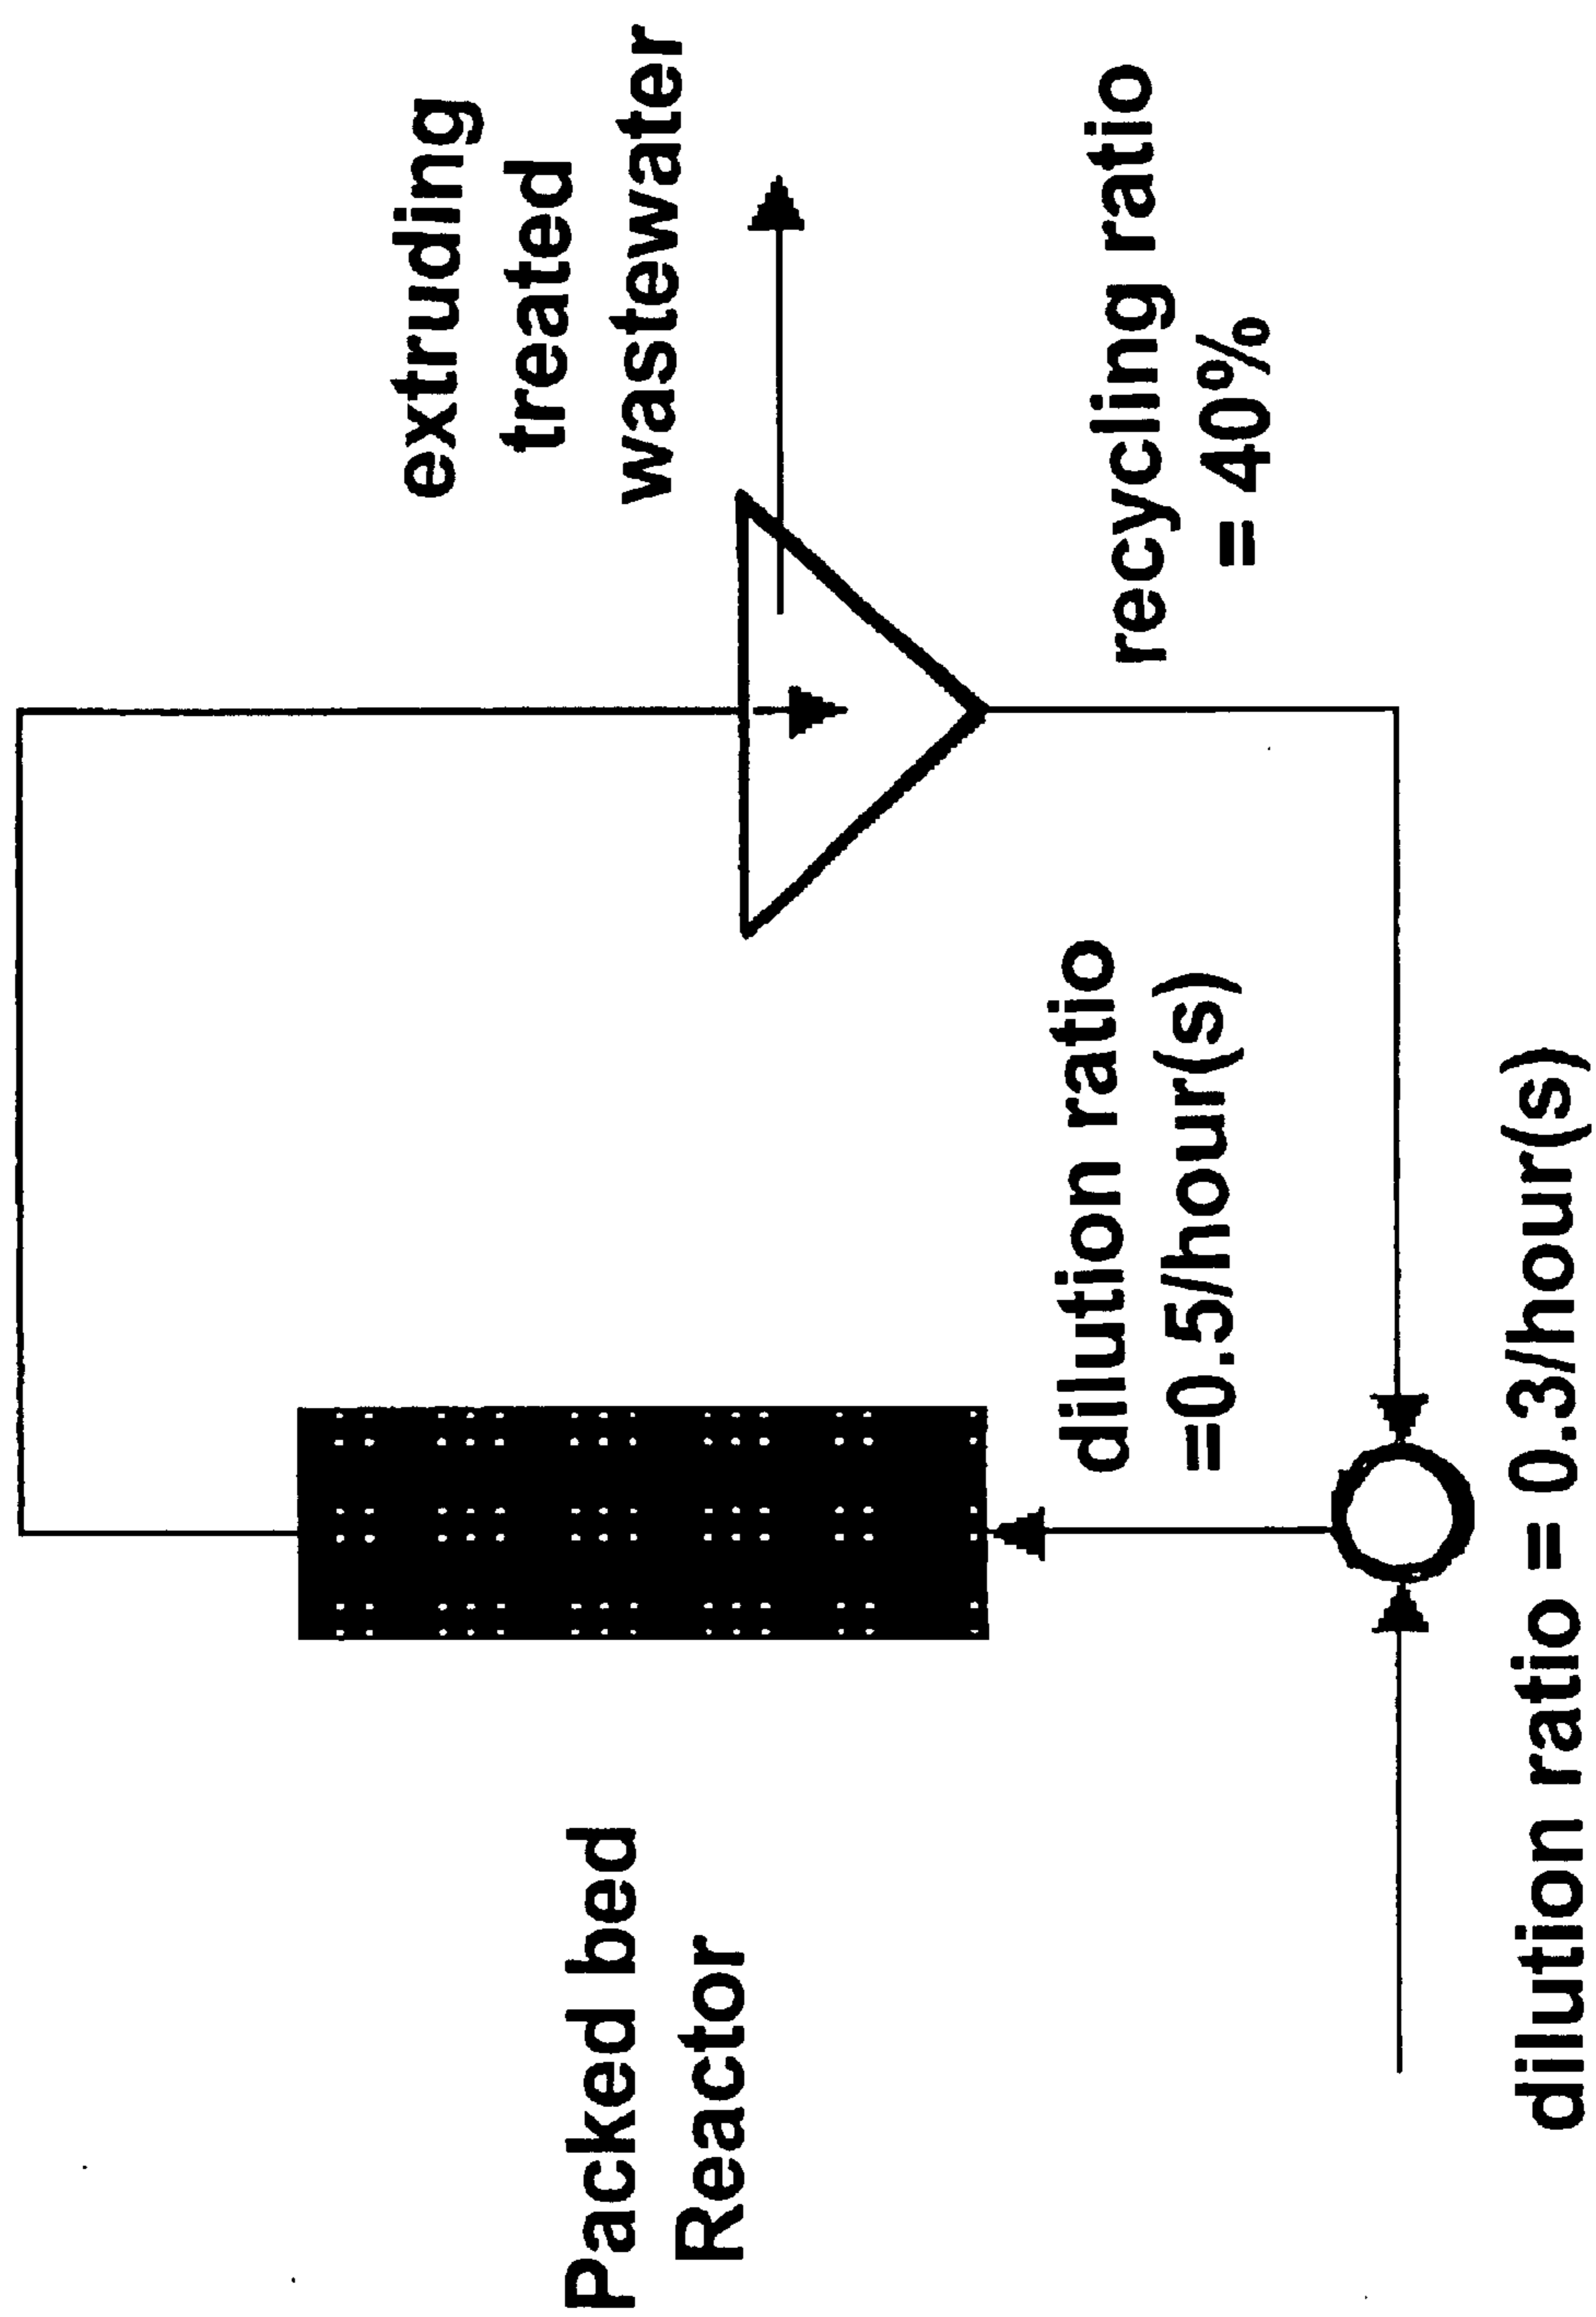 Packed bed
Reactor
extruding
treated
wastewater
dilution ratio
=0.5/hour(s)
recycling ratio
= 40%
dilution ratio = 0.3/hour(s)